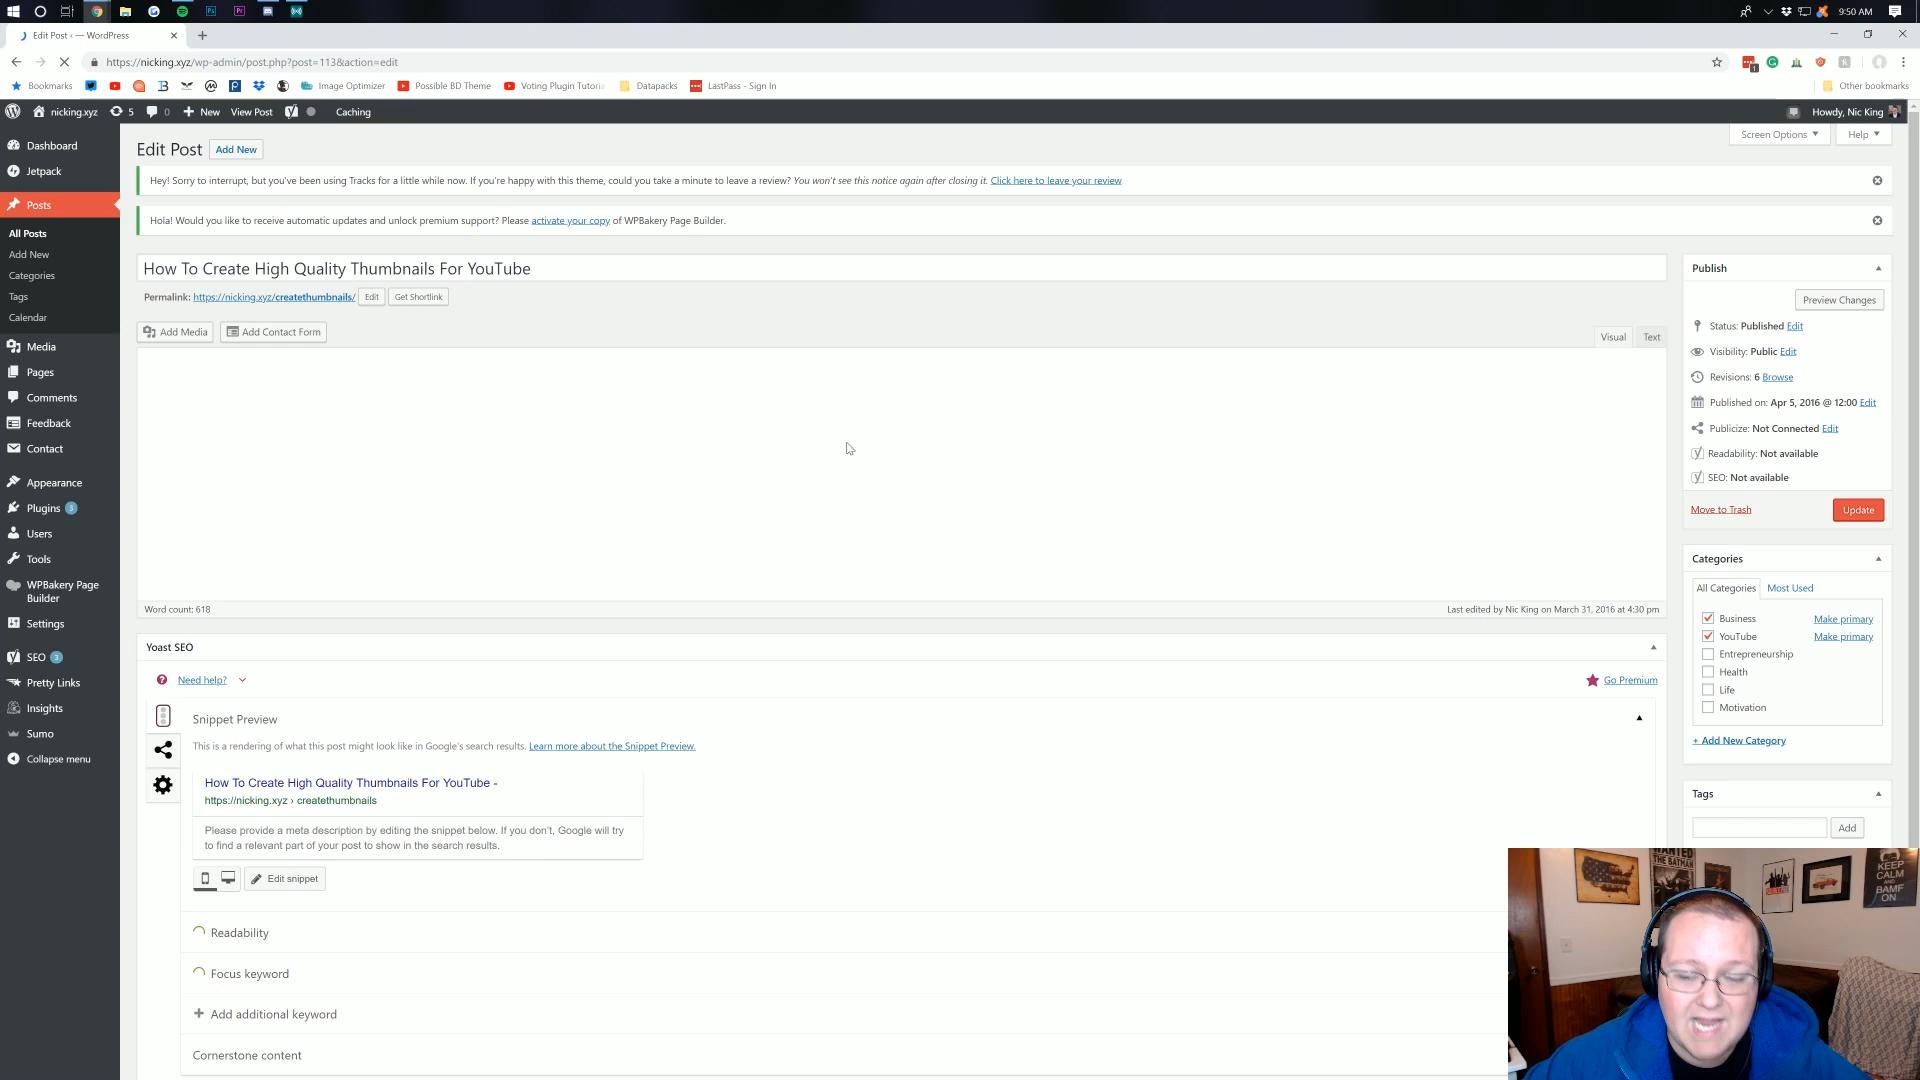 9:50 AM
Edit Post ‹ — WordPress
https://nicking.xyz/wp-admin/post.php?post=113&action=edit
Bookmarks
Image Optimizer
Possible BD Theme
Voting Plugin Tutoria
Datapacks
LastPass - Sign In
Other bookmarks
nicking.xyz
5
0
New
View Post
Caching
Howdy, Nic King
Screen Options
Help
Dashboard
Jetpack
Posts
All Posts
Add New
Categories
Tags
Calendar
Media
Pages
Comments
Feedback
Contact
Appearance
Plugins 3
Users
Tools
WPBakery Page
Builder
Settings
SEO 3
Pretty Links
Insights
Sumo
Collapse menu
Edit Post Add New
Hey! Sorry to interrupt, but you've been using Tracks for a little while now. If you're happy with this theme, could you take a minute to leave a review? You won't see this notice again after closing it. Click here to leave your review
Hola! Would you like to receive automatic updates and unlock premium support? Please activate your copy of WPBakery Page Builder.
How To Create High Quality Thumbnails For YouTube
Permalink: https://nicking.xyz/createthumbnails/ Edit Get Shortlink
Add Media
Add Contact Form
Visual
Text
Word count: 618
Last edited by Nic King on March 31, 2016 at 4:30 pm
Yoast SEO
Need help?
Go Premium
Snippet Preview
This is a rendering of what this post might look like in Google's search results. Learn more about the Snippet Preview.
How To Create High Quality Thumbnails For YouTube -
https://nicking.xyz › createthumbnails
Please provide a meta description by editing the snippet below. If you don't, Google will try
to find a relevant part of your post to show in the search results.
Edit snippet
Readability
Focus keyword
Add additional keyword
Cornerstone content
Publish
Preview Changes
Status: Published Edit
Visibility: Public Edit
Revisions: 6 Browse
Published on: Apr 5, 2016 @ 12:00 Edit
Publicize: Not Connected Edit
Readability: Not available
SEO: Not available
Move to Trash
Update
Categories
All Categories
Most Used
Business Make primary
YouTube Make primary
Entrepreneurship
Health
Life
Motivation
+ Add New Category
Tags
Add
WANTED
THE BATMAN
KEEP
CALM
AND
BAMF
ON